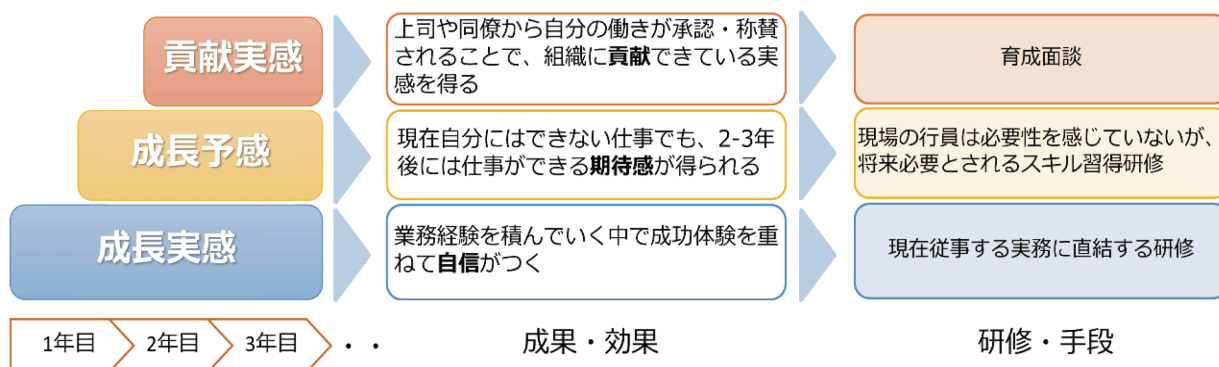 貢献実感
上司や同僚から自分の働きが承認・称賛
されることで、組織に貢献できている実
感を得る
育成面談
成長予感
現在自分にはできない仕事でも、2-3年
後には仕事ができる期待感が得られる
現場の行員は必要性を感じていないが、
将来必要とされるスキル習得研修
成長実感
業務経験を積んでいく中で成功体験を重
ねて自信がつく
現在従事する実務に直結する研修
1年目 2年目 3年目 ・・ 成果・効果 研修・手段